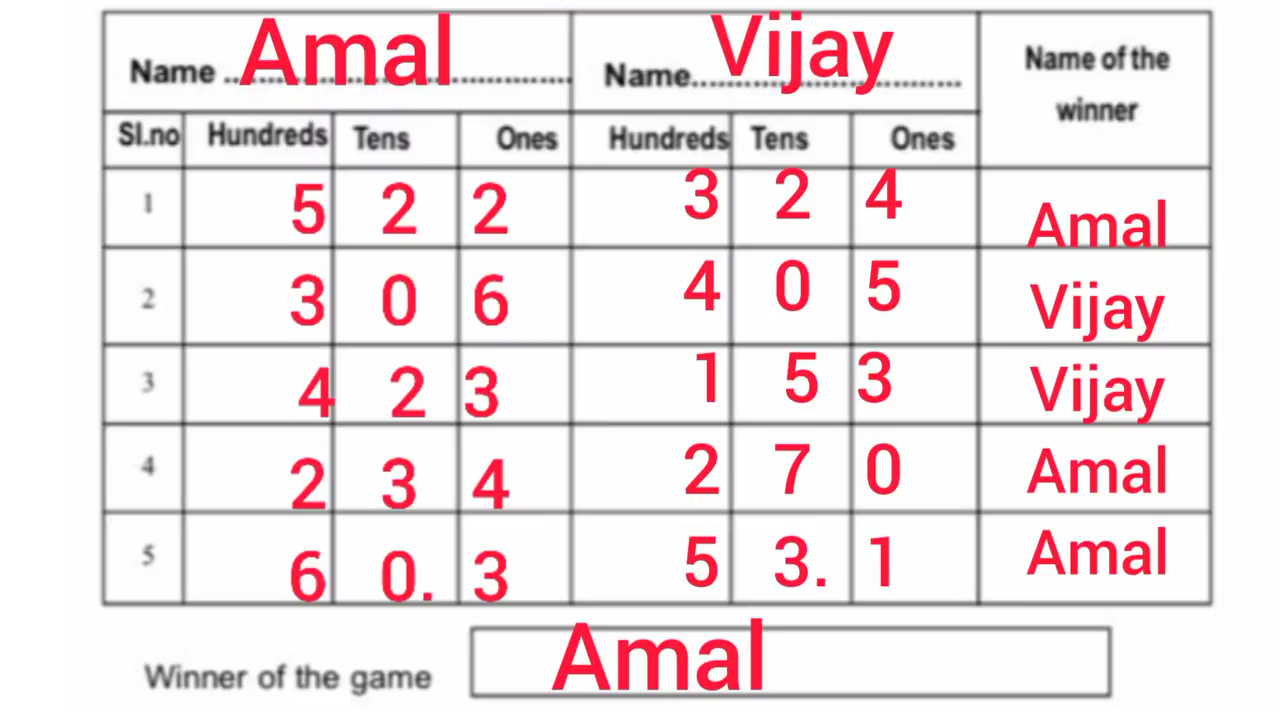 Name ............Amal............ Name............Vijay............ Name of the winner
Sl.no Hundreds Tens Ones Hundreds Tens Ones
1 5 2 2 3 2 4 Amal
2 3 0 6 4 0 5 Vijay
3 4 2 3 1 5 3 Vijay
4 2 3 4 2 7 0 Amal
5 6 0. 3 5 3. 1 Amal
Winner of the game Amal